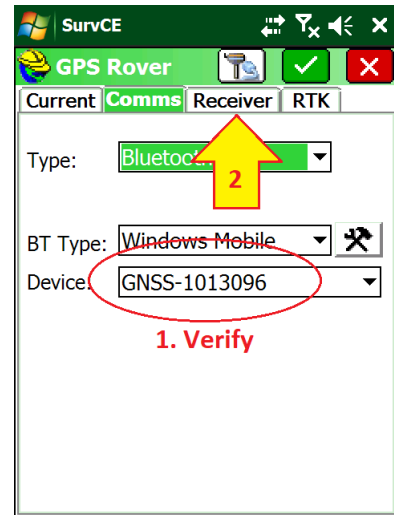 SurvCE
GPS Rover
Current Comms Receiver RTK
Type:
2
BT Type: Windows Mobile
Device: GNSS-1013096
1. Verify